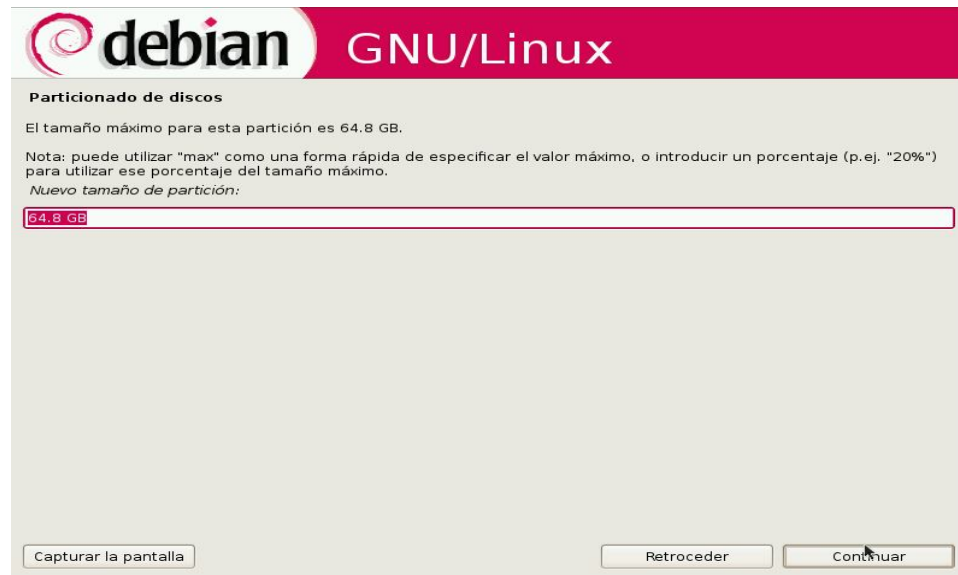 debian GNU/Linux
Particionado de discos
El tamaño máximo para esta partición es 64.8 GB.
Nota: puede utilizar "max" como una forma rápida de especificar el valor máximo, o introducir un porcentaje (p.ej. "20%")
para utilizar ese porcentaje del tamaño máximo.
Nuevo tamaño de partición:
64.8 GB
Capturar la pantalla Retroceder Continuar